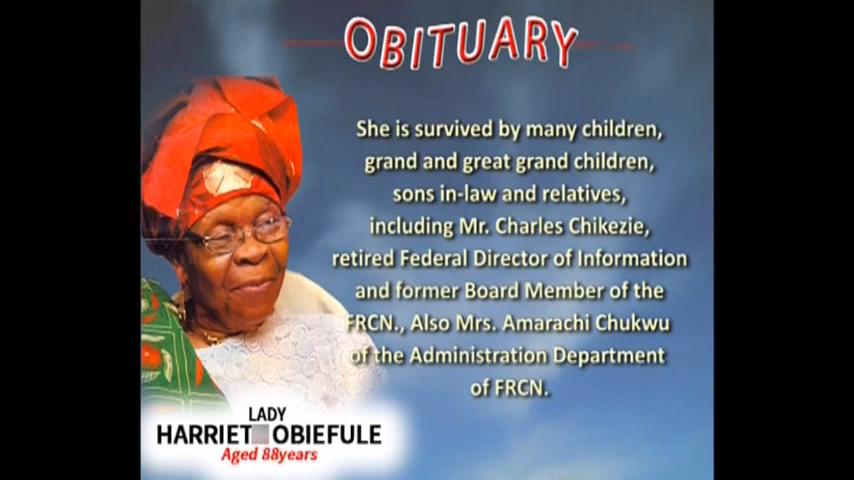 OBITUARY
She is survived by many children,
grand and great grand children,
sons in-law and relatives,
including Mr. Charles Chikezie,
retired Federal Director of Information
and former Board Member of the
FRCN., Also Mrs. Amarachi Chukwu
of the Administration Department
of FRCN.
LADY
HARRIET OBIEFULE
Aged 88years